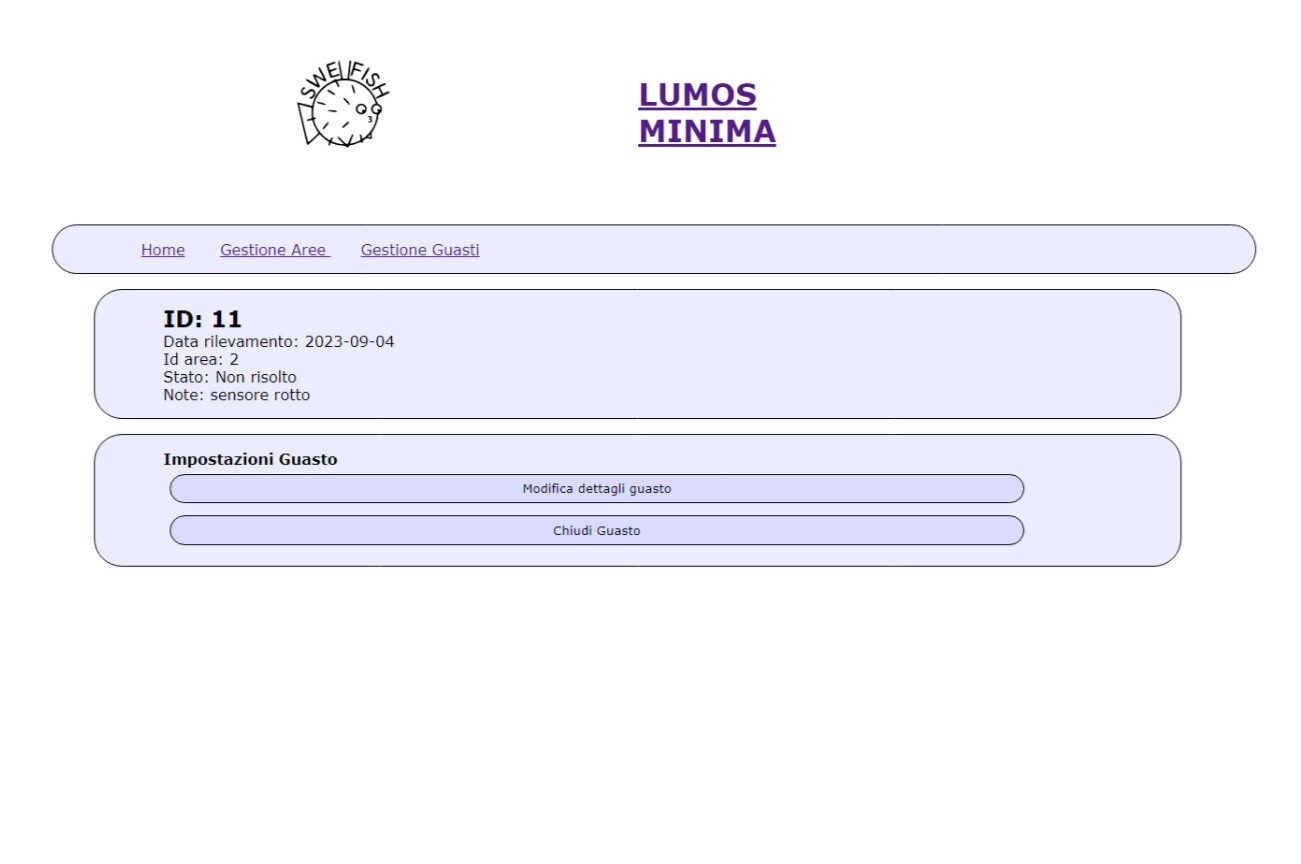 SWELLFISH
LUMOS
MINIMA
Home Gestione Aree Gestione Guasti
ID: 11
Data rilevamento: 2023-09-04
Id area: 2
Stato: Non risolto
Note: sensore rotto
Impostazioni Guasto
Modifica dettagli guasto
Chiudi Guasto